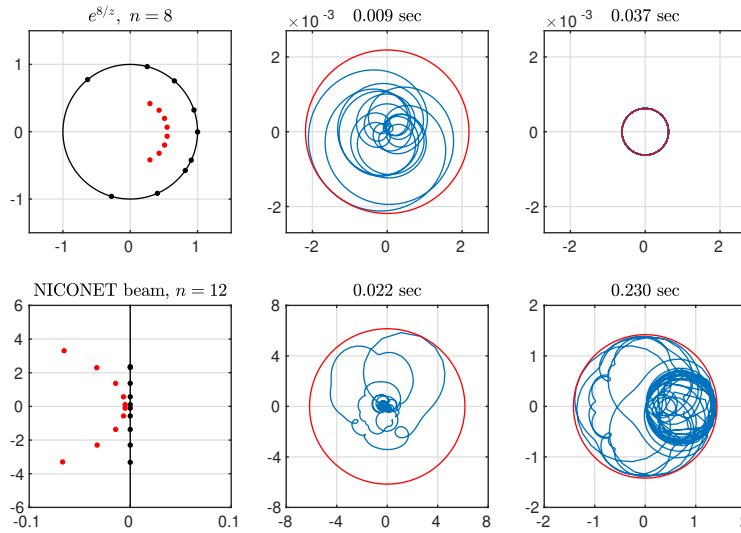 e^{8/z}, n = 8
0.009 sec
0.037 sec
×10⁻³
×10⁻³
1
0
-1
-1 0 1
2
0
-2
-2 0 2
2
0
-2
-2 0 2
NICONET beam, n = 12
0.022 sec
0.230 sec
6
4
2
0
-2
-4
-6
-0.1 0 0.1
8
4
0
-4
-8
-8 -4 0 4 8
2
1
0
-1
-2
-2 -1 0 1 2